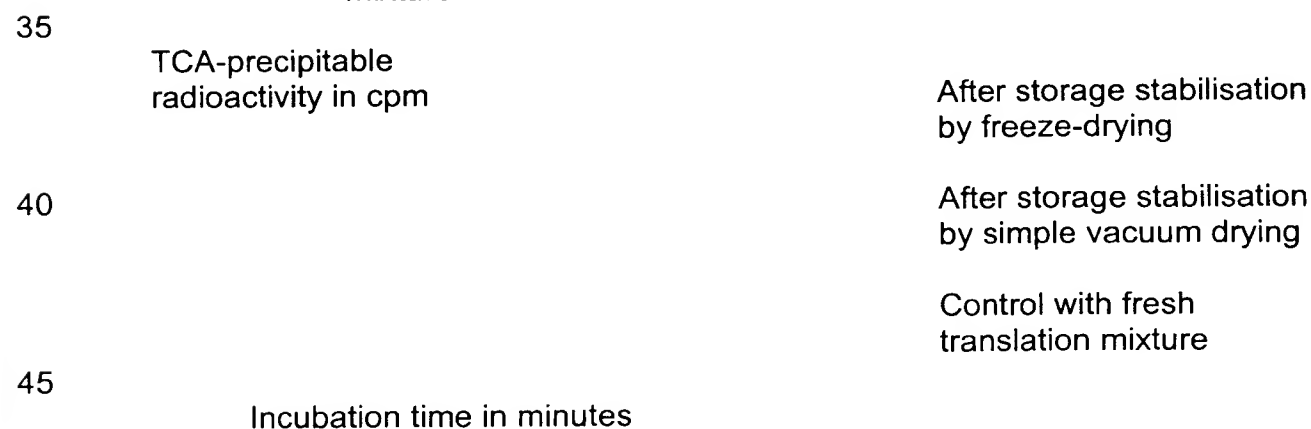 35
TCA-precipitable
radioactivity in cpm
After storage stabilisation
by freeze-drying
40
After storage stabilisation
by simple vacuum drying
Control with fresh
translation mixture
45
Incubation time in minutes